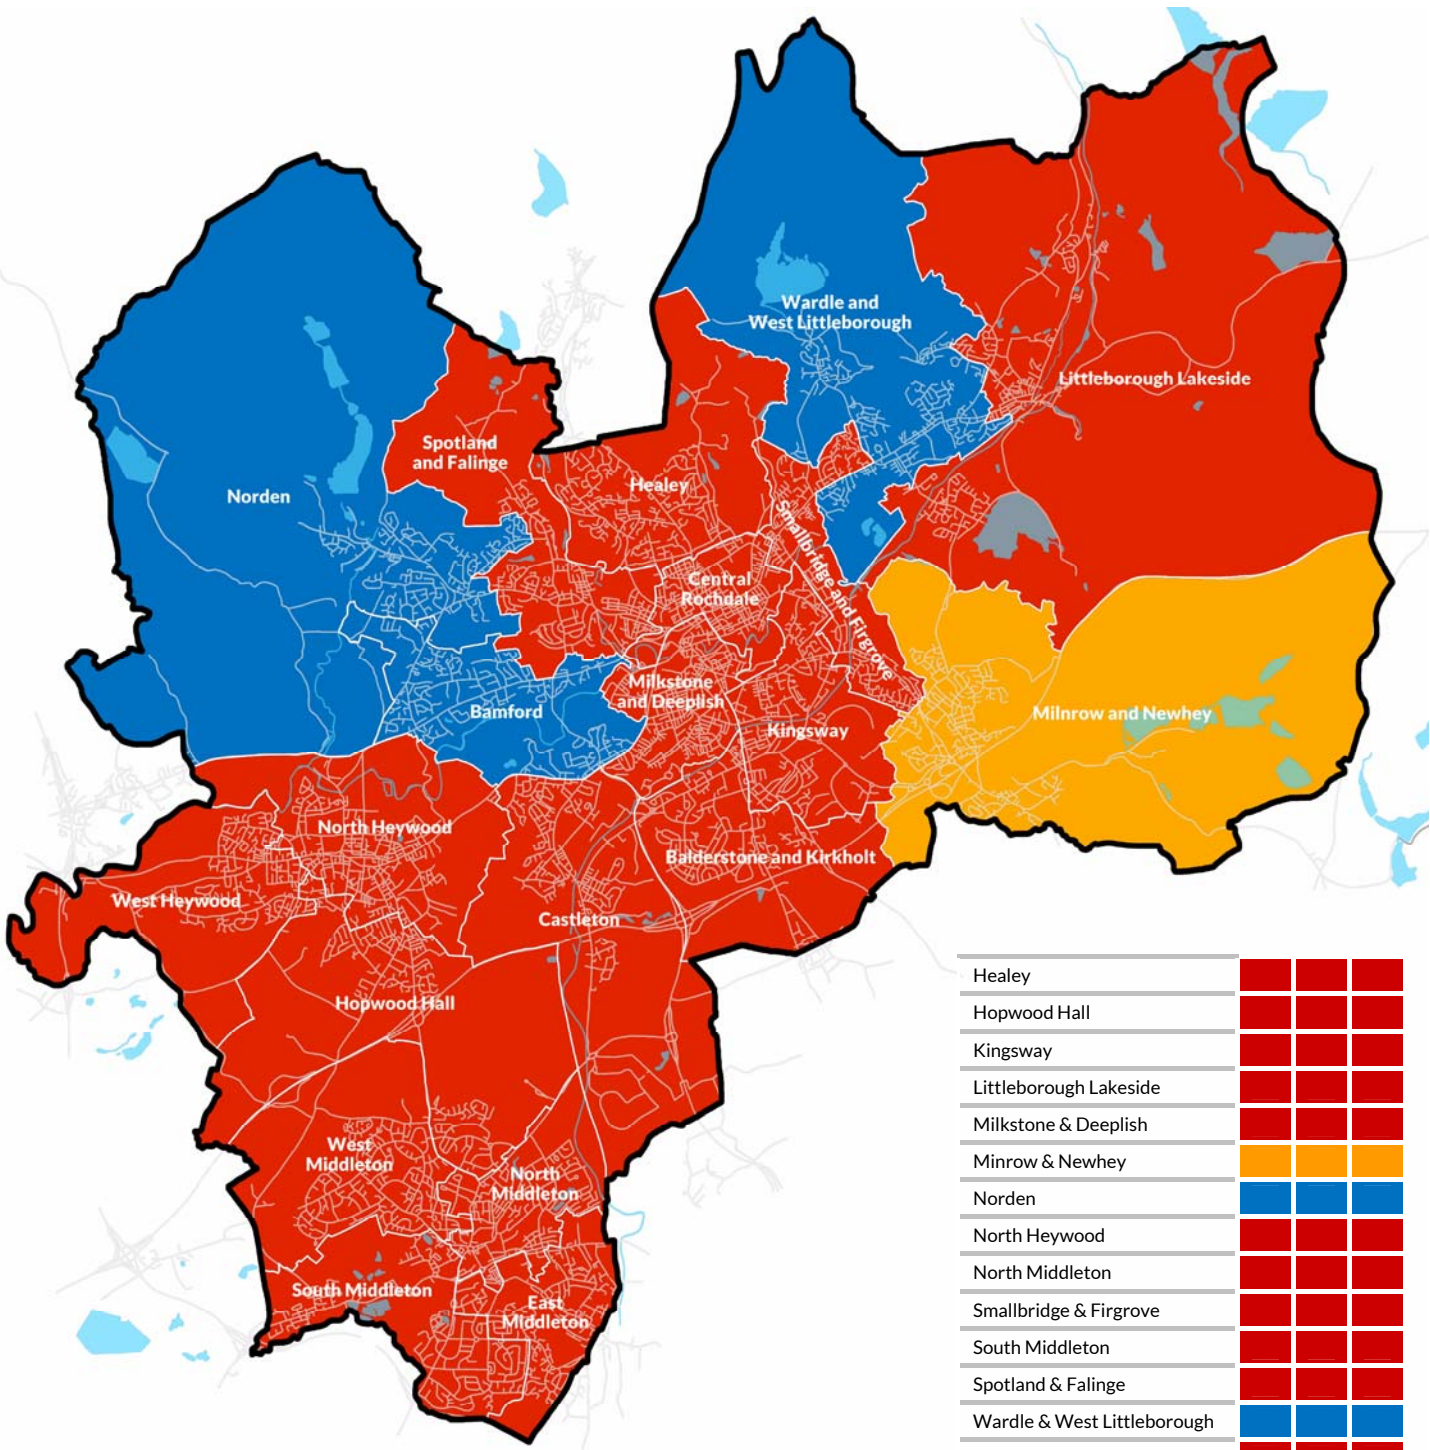 Wardle and
West Littleborough
Littleborough Lakeside
Spotland
and Falinge
Healey
Norden
Smallbridge and Firgrove
Central
Rochdale
Milkstone
and Deeplish
Bamford
Milnrow and Newhey
Kingsway
North Heywood
Balderstone and Kirkholt
West Heywood
Castleton
Hopwood Hall
West
Middleton
North
Middleton
South Middleton
East
Middleton
Healey
Hopwood Hall
Kingsway
Littleborough Lakeside
Milkstone & Deeplish
Minrow & Newhey
Norden
North Heywood
North Middleton
Smallbridge & Firgrove
South Middleton
Spotland & Falinge
Wardle & West Littleborough